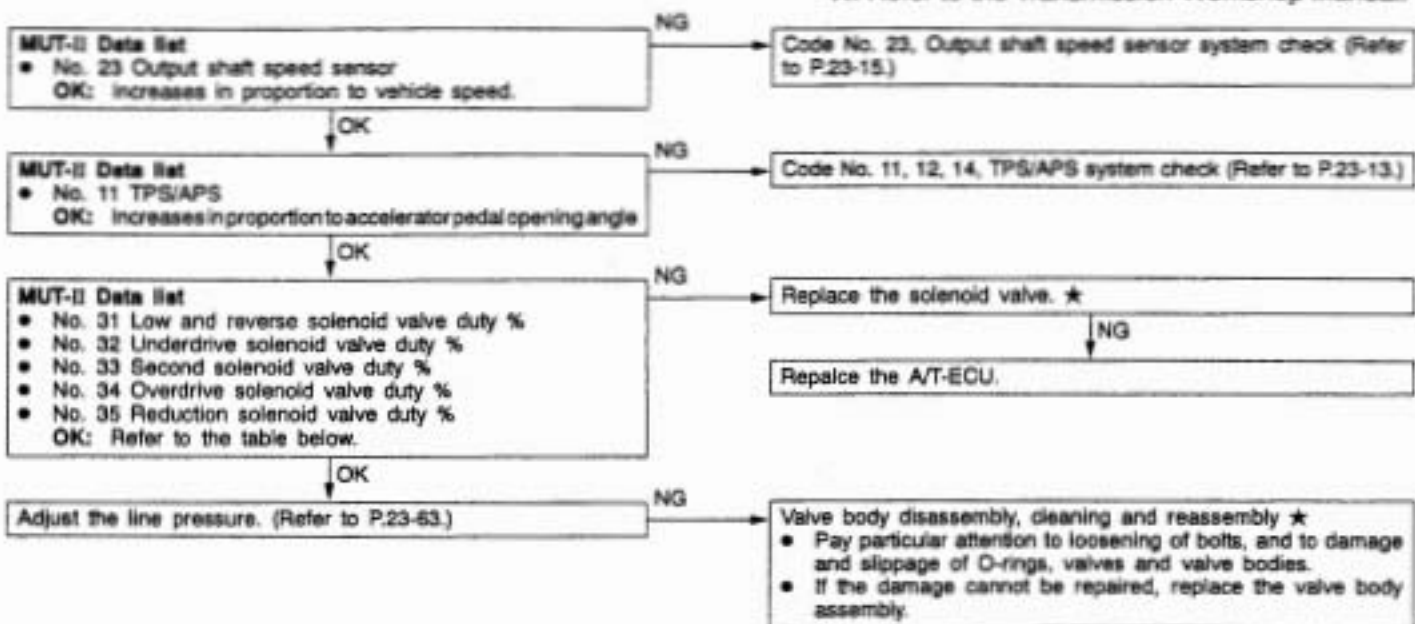 NG
MUT-II Data list
• No. 23 Output shaft speed sensor
OK: Increases in proportion to vehicle speed.
Code No. 23, Output shaft speed sensor system check (Refer
to P.23-15.)
OK
NG
MUT-II Data list
• No. 11 TPS/APS
OK: Increases in proportion to accelerator pedal opening angle
Code No. 11, 12, 14, TPS/APS system check (Refer to P.23-13.)
OK
NG
MUT-II Data list
• No. 31 Low and reverse solenoid valve duty %
• No. 32 Underdrive solenoid valve duty %
• No. 33 Second solenoid valve duty %
• No. 34 Overdrive solenoid valve duty %
• No. 35 Reduction solenoid valve duty %
OK: Refer to the table below.
Replace the solenoid valve. ★
NG
Repalce the A/T-ECU.
OK
NG
Adjust the line pressure. (Refer to P.23-63.)
Valve body disassembly, cleaning and reassembly ★
• Pay particular attention to loosening of bolts, and to damage
and slippage of O-rings, valves and valve bodies.
• If the damage cannot be repaired, replace the valve body
assembly.